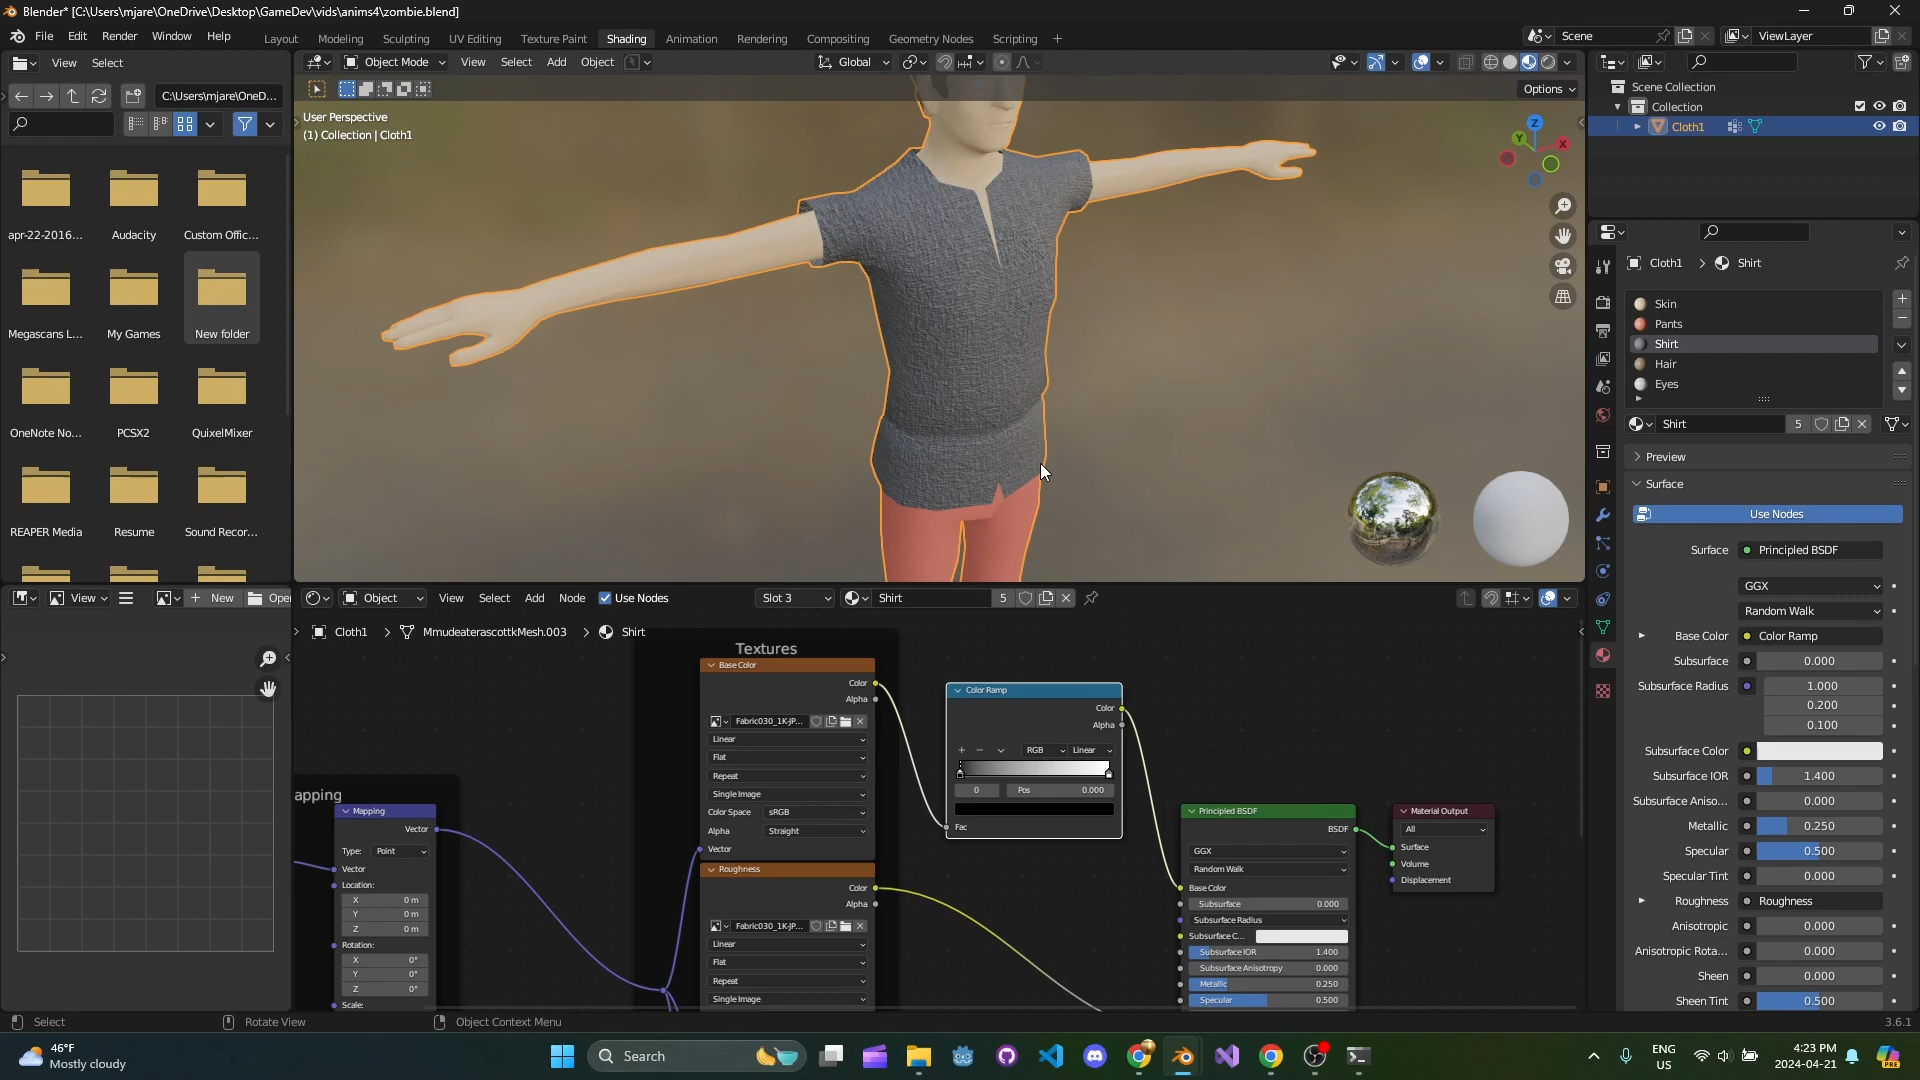 Blender* [C:\Users\mjare\OneDrive\Desktop\GameDev\vids\anims4\zombie.blend]
File Edit Render Window Help
Layout Modeling Sculpting UV Editing Texture Paint Shading Animation Rendering Compositing Geometry Nodes Scripting +
Scene
ViewLayer
View Select
C:\Users\mjare\OneD...
apr-22-2016...
Audacity
Custom Offic...
Megascans L...
My Games
New folder
OneNote No...
PCSX2
QuixelMixer
REAPER Media
Resume
Sound Recor...
Object Mode
View Select Add Object
Global
Options
User Perspective
(1) Collection | Cloth1
Z
Y
X
Scene Collection
Collection
Cloth1
Cloth1 > Shirt
Skin
Pants
Shirt
Hair
Eyes
Shirt 5
Preview
Surface
Use Nodes
Surface Principled BSDF
GGX
Random Walk
Base Color Color Ramp
Subsurface 0.000
Subsurface Radius 1.000
0.200
0.100
Subsurface Color
Subsurface IOR 1.400
Subsurface Aniso... 0.000
Metallic 0.250
Specular 0.500
Specular Tint 0.000
Roughness Roughness
Anisotropic 0.000
Anisotropic Rota... 0.000
Sheen 0.000
Sheen Tint 0.500
View
New
Open
Object
View Select Add Node Use Nodes
Slot 3
Shirt 5
Cloth1 > MmudeaterascottkMesh.003 > Shirt
apping
Mapping
Vector
Type: Point
Vector
Location:
X 0 m
Y 0 m
Z 0 m
Rotation:
X 0°
Y 0°
Z 0°
Scale:
Textures
Base Color
Color
Alpha
Fabric030_1K-JP...
Linear
Flat
Repeat
Single Image
Color Space sRGB
Alpha Straight
Vector
Roughness
Color
Alpha
Fabric030_1K-JP...
Linear
Flat
Repeat
Single Image
Color Ramp
Color
Alpha
RGB Linear
0 Pos 0.000
Fac
Principled BSDF
BSDF
GGX
Random Walk
Base Color
Subsurface 0.000
Subsurface Radius
Subsurface C...
Subsurface IOR 1.400
Subsurface Anisotropy 0.000
Metallic 0.250
Specular 0.500
Material Output
All
Surface
Volume
Displacement
Select
Rotate View
Object Context Menu
3.6.1
46°F
Mostly cloudy
Search
ENG
US
4:23 PM
2024-04-21
PRE